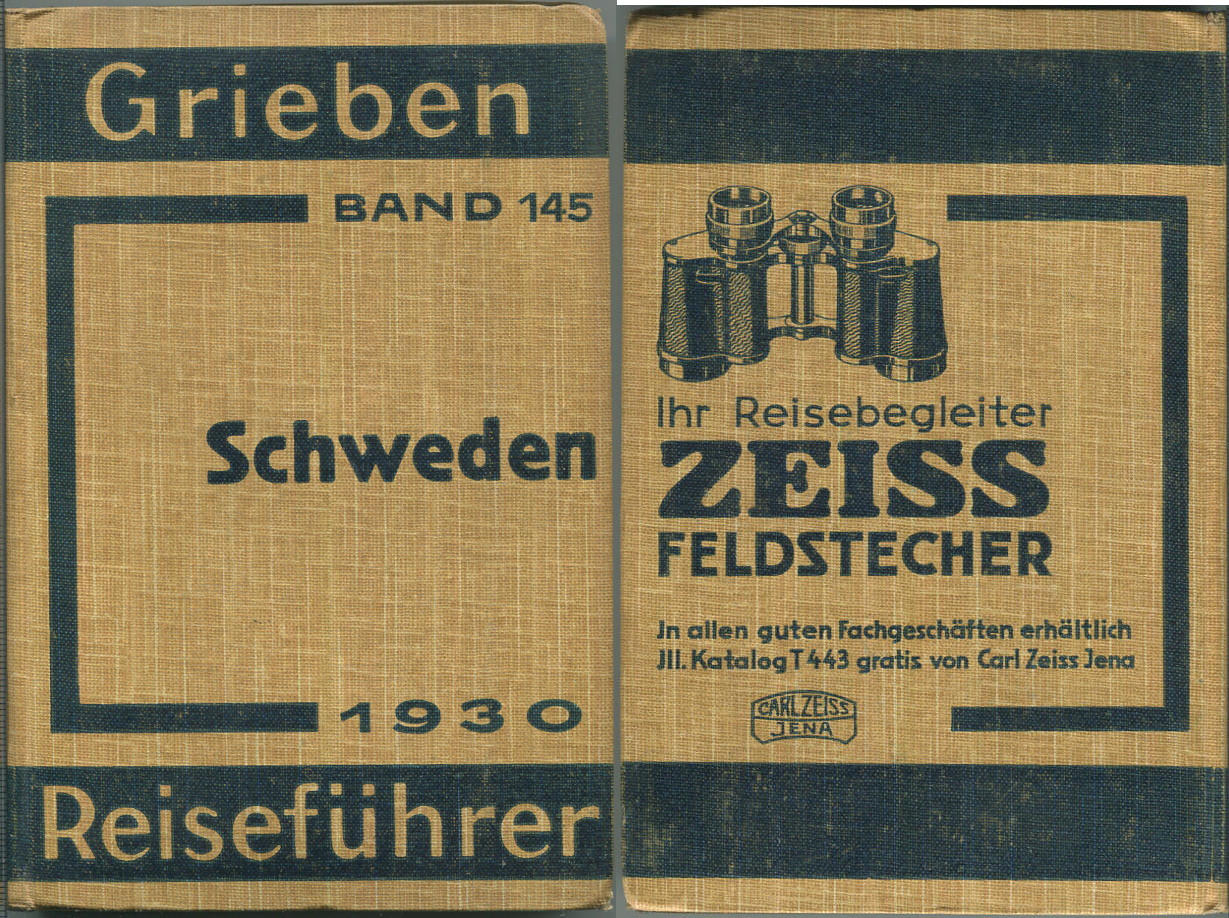 Grieben
BAND 145
Schweden
1930
Reiseführer
Ihr Reisebegleiter
ZEISS
FELDSTECHER
Jn allen guten Fachgeschäften erhältlich
Jll. Katalog T 443 gratis von Carl Zeiss Jena
CARL ZEISS
JENA